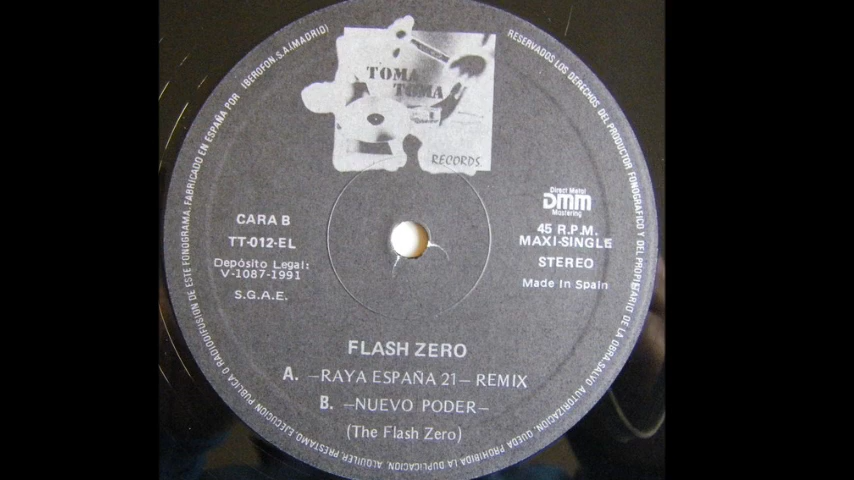 RESERVADOS LOS DERECHOS DEL PRODUCTOR FONOGRAFICO Y DEL PROPIETARIO DE LA OBRA. SALVO AUTORIZACION, QUEDA PROHIBIDA LA DUPLICACION, ALQUILER, PRESTAMO, EJECUCION PUBLICA O RADIODIFUSION DE ESTE FONOGRAMA. FABRICADO EN ESPAÑA POR IBEROFON, S.A. (MADRID)
TOMA
TOMA
RECORDS
CARA B
TT-012-EL
Depósito Legal:
V-1087-1991
S.G.A.E.
Direct Metal
DMM
Mastering
45 R.P.M.
MAXI-SINGLE
STEREO
Made In Spain
FLASH ZERO
A. —RAYA ESPAÑA 21— REMIX
B. —NUEVO PODER—
(The Flash Zero)